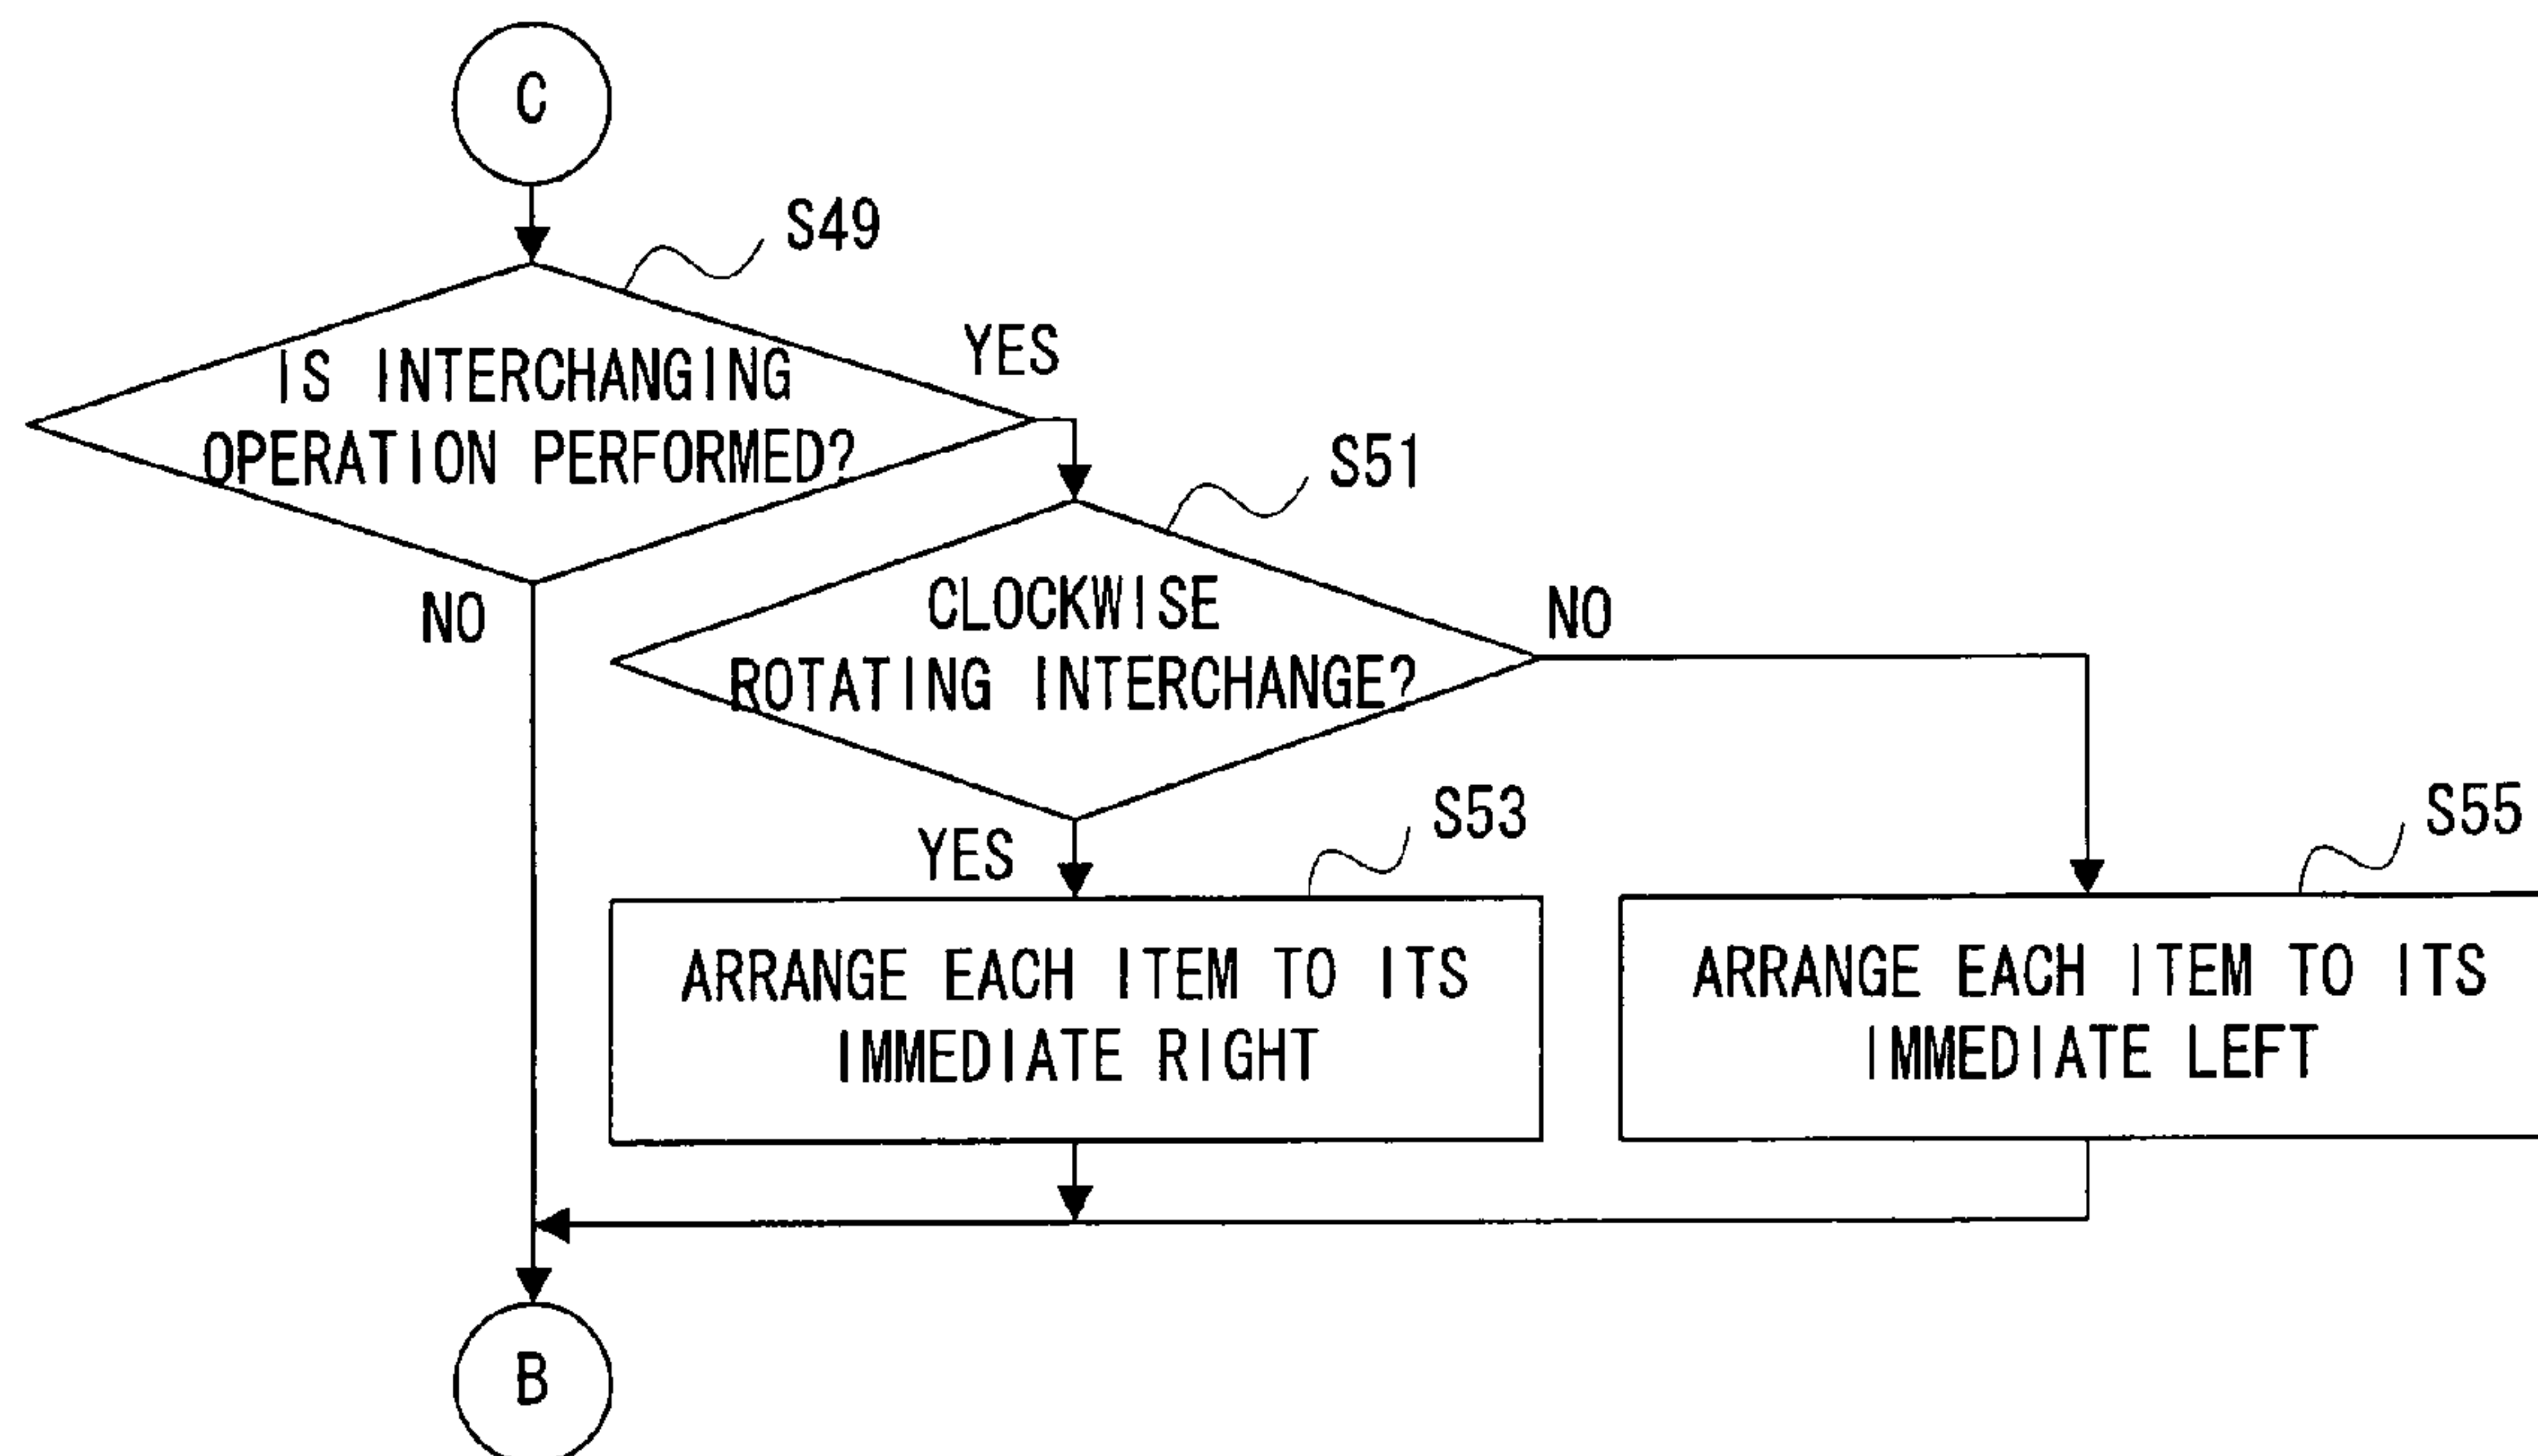 C
S49
IS INTERCHANGING
OPERATION PERFORMED?
YES
NO
S51
CLOCKWISE
ROTATING INTERCHANGE?
NO
YES
S53
ARRANGE EACH ITEM TO ITS
IMMEDIATE RIGHT
S55
ARRANGE EACH ITEM TO ITS
IMMEDIATE LEFT
B